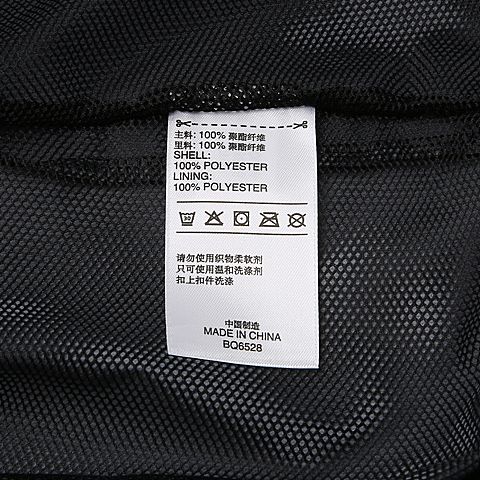 主料: 100% 聚酯纤维
里料: 100% 聚酯纤维
SHELL:
100% POLYESTER
LINING:
100% POLYESTER
30
请勿使用织物柔软剂
只可使用温和洗涤剂
扣上扣件洗涤
中国制造
MADE IN CHINA
BQ6528